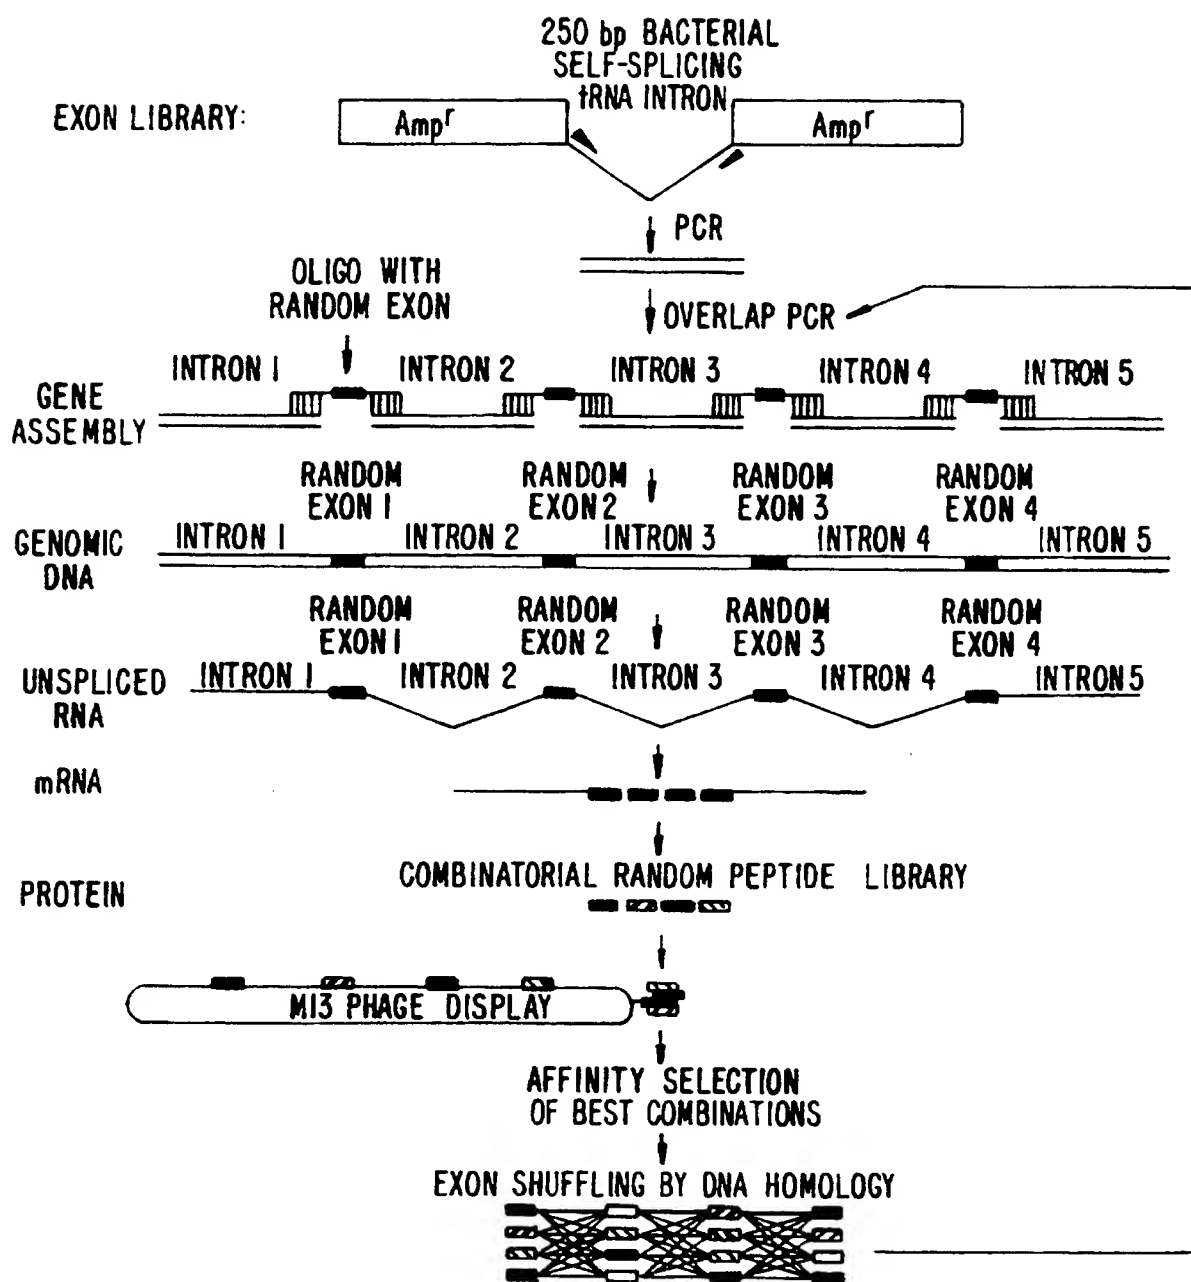 250 bp BACTERIAL
SELF-SPLICING
tRNA INTRON
EXON LIBRARY:
Ampʳ
Ampʳ
PCR
OLIGO WITH
RANDOM EXON
OVERLAP PCR
INTRON 1
INTRON 2
INTRON 3
INTRON 4
INTRON 5
GENE
ASSEMBLY
RANDOM
EXON 1
RANDOM
EXON 2
RANDOM
EXON 3
RANDOM
EXON 4
GENOMIC
DNA
INTRON 1
INTRON 2
INTRON 3
INTRON 4
INTRON 5
RANDOM
EXON 1
RANDOM
EXON 2
RANDOM
EXON 3
RANDOM
EXON 4
UNSPLICED
RNA
INTRON 1
INTRON 2
INTRON 3
INTRON 4
INTRON 5
mRNA
PROTEIN
COMBINATORIAL RANDOM PEPTIDE LIBRARY
M13 PHAGE DISPLAY
AFFINITY SELECTION
OF BEST COMBINATIONS
EXON SHUFFLING BY DNA HOMOLOGY